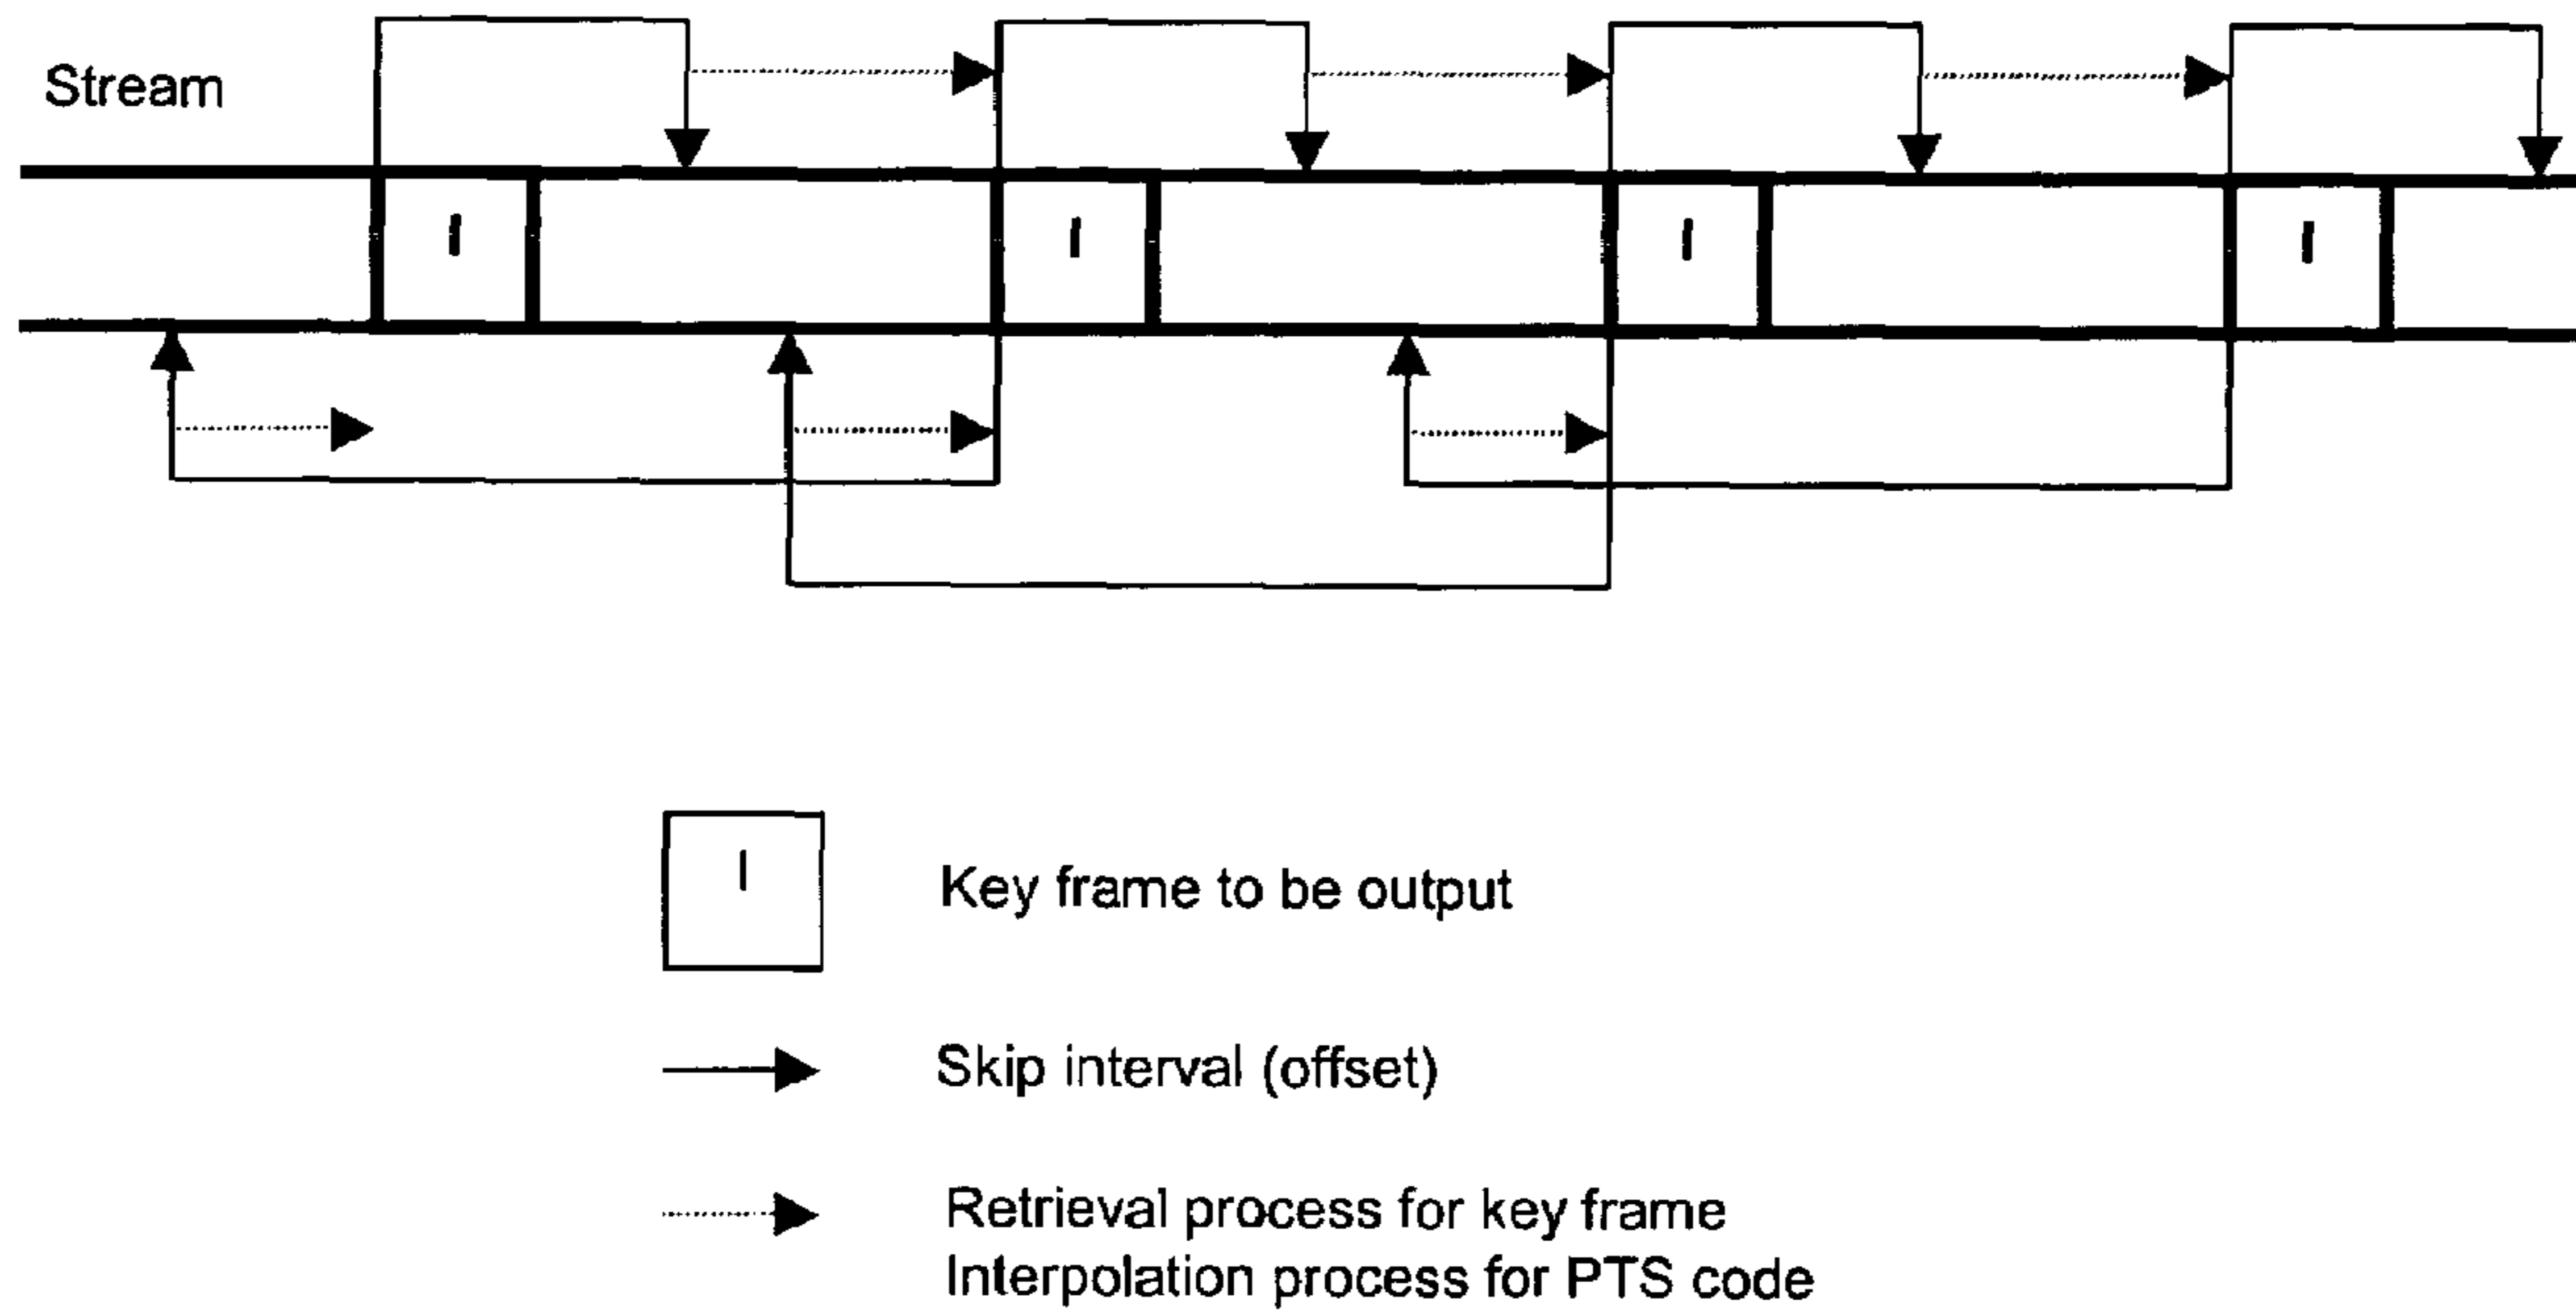 Stream
I I I I
I
Key frame to be output
Skip interval (offset)
Retrieval process for key frame
Interpolation process for PTS code